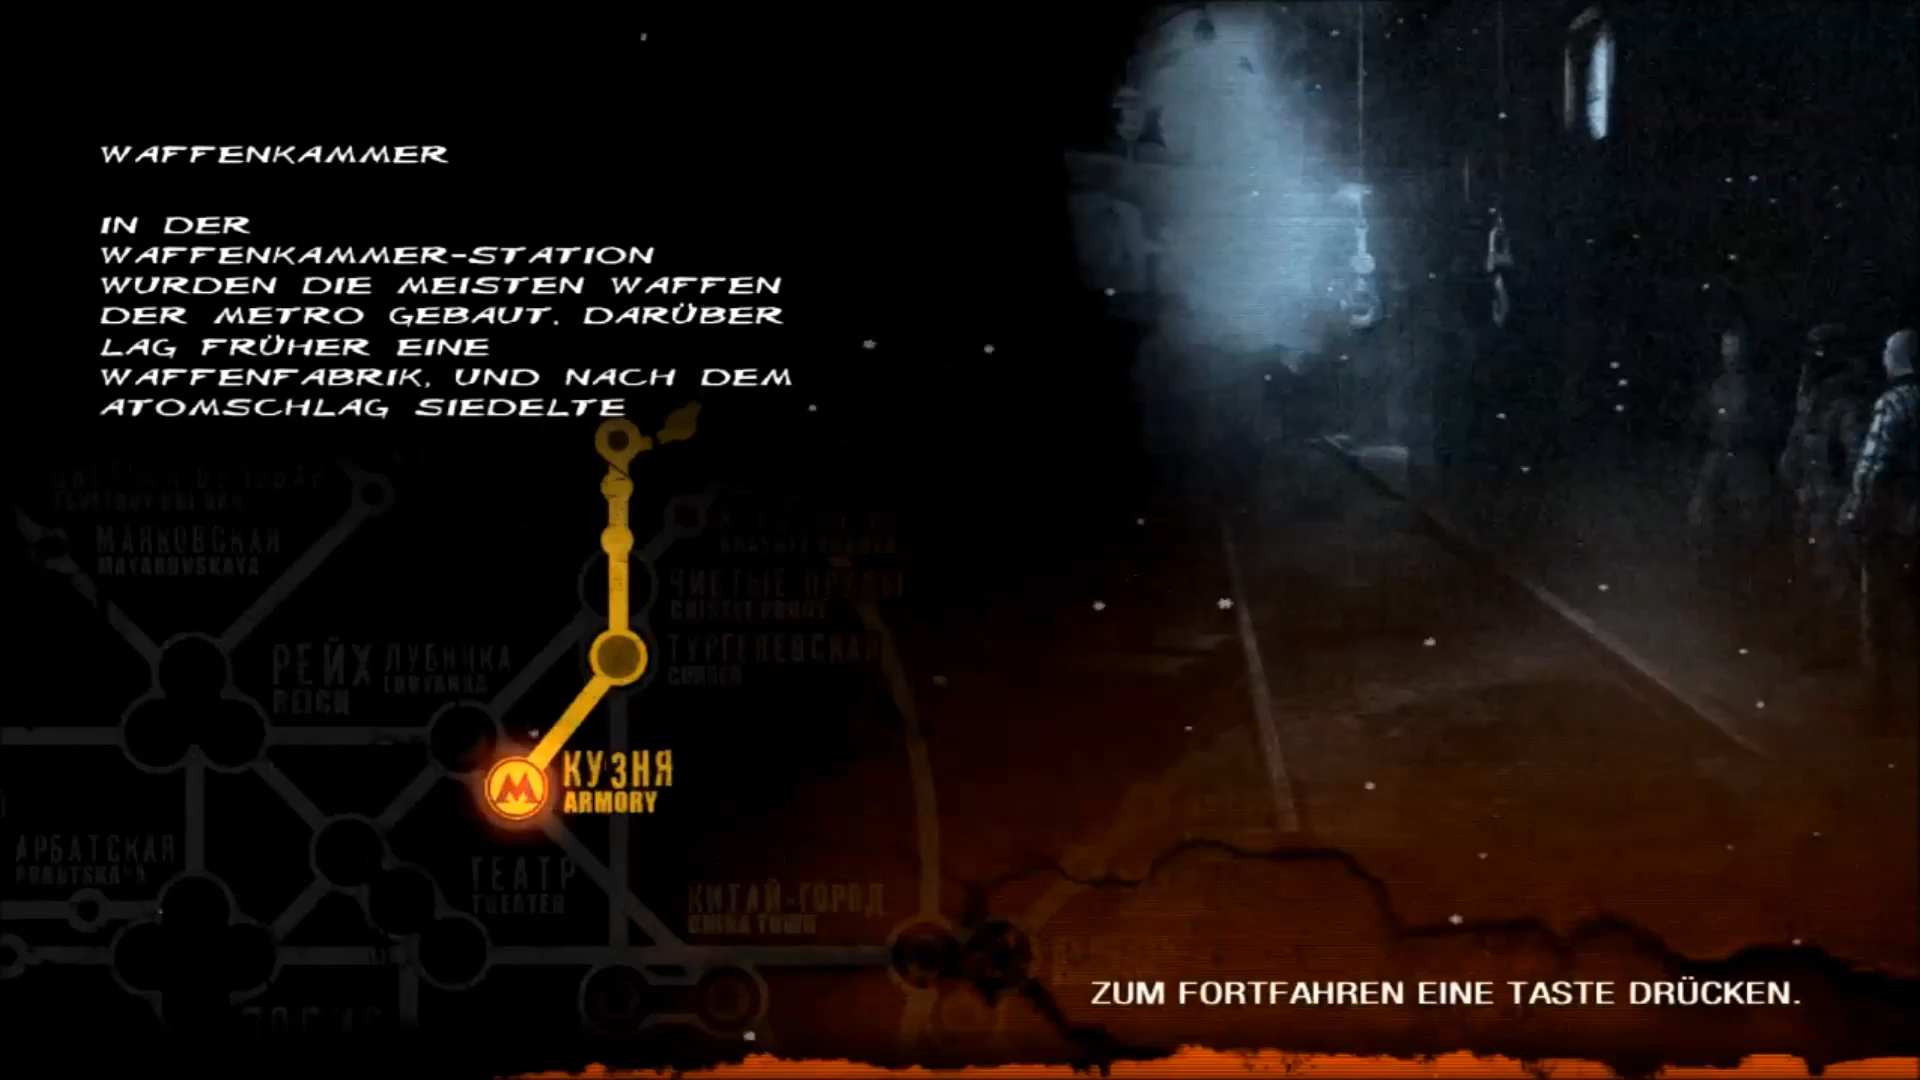 WAFFENKAMMER
IN DER
WAFFENKAMMER-STATION
WURDEN DIE MEISTEN WAFFEN
DER METRO GEBAUT. DARÜBER
LAG FRÜHER EINE
WAFFENFABRIK, UND NACH DEM
ATOMSCHLAG SIEDELTE
МАЯКОВСКАЯ
MAYAKOVSKAYA
ЧИСТЫЕ ПРУДЫ
CHISTYE PRUDY
ТУРГЕНЕВСКАЯ
CURSED
РЕЙХ
REICH
ЛУБЯНКА
LUBYANKA
КУЗНЯ
ARMORY
АРБАТСКАЯ
ТЕАТР
THEATER
КИТАЙ-ГОРОД
CHINA TOWN
ПОЛИС
ZUM FORTFAHREN EINE TASTE DRÜCKEN.